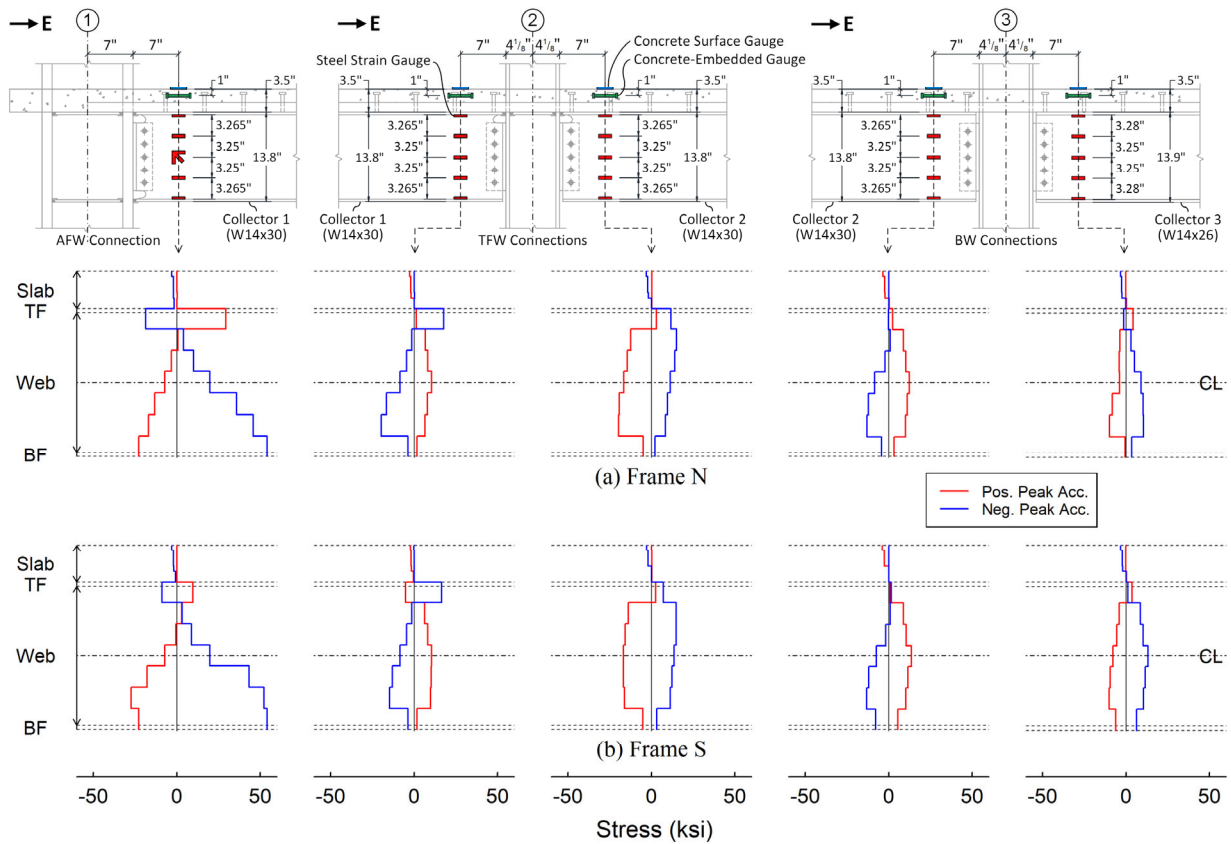 E
1
7"
7"
1"
3.5"
3.265"
3.25"
3.25"
3.265"
13.8"
Collector 1
(W14x30)
AFW Connection
E
2
7"
4 1/8"
4 1/8"
7"
Concrete Surface Gauge
Concrete-Embedded Gauge
Steel Strain Gauge
3.5"
1"
1"
3.5"
3.265"
3.25"
3.25"
3.265"
13.8"
3.265"
3.25"
3.25"
3.265"
13.8"
Collector 1
(W14x30)
TFW Connections
Collector 2
(W14x30)
E
3
7"
4 1/8"
4 1/8"
7"
3.5"
1"
1"
3.5"
3.265"
3.25"
3.25"
3.265"
13.8"
3.28"
3.25"
3.25"
3.28"
13.9"
Collector 2
(W14x30)
BW Connections
Collector 3
(W14x26)
Slab
TF
Web
BF
CL
(a) Frame N
Pos. Peak Acc.
Neg. Peak Acc.
Slab
TF
Web
BF
CL
(b) Frame S
-50 0 50 -50 0 50 -50 0 50 -50 0 50 -50 0 50
Stress (ksi)